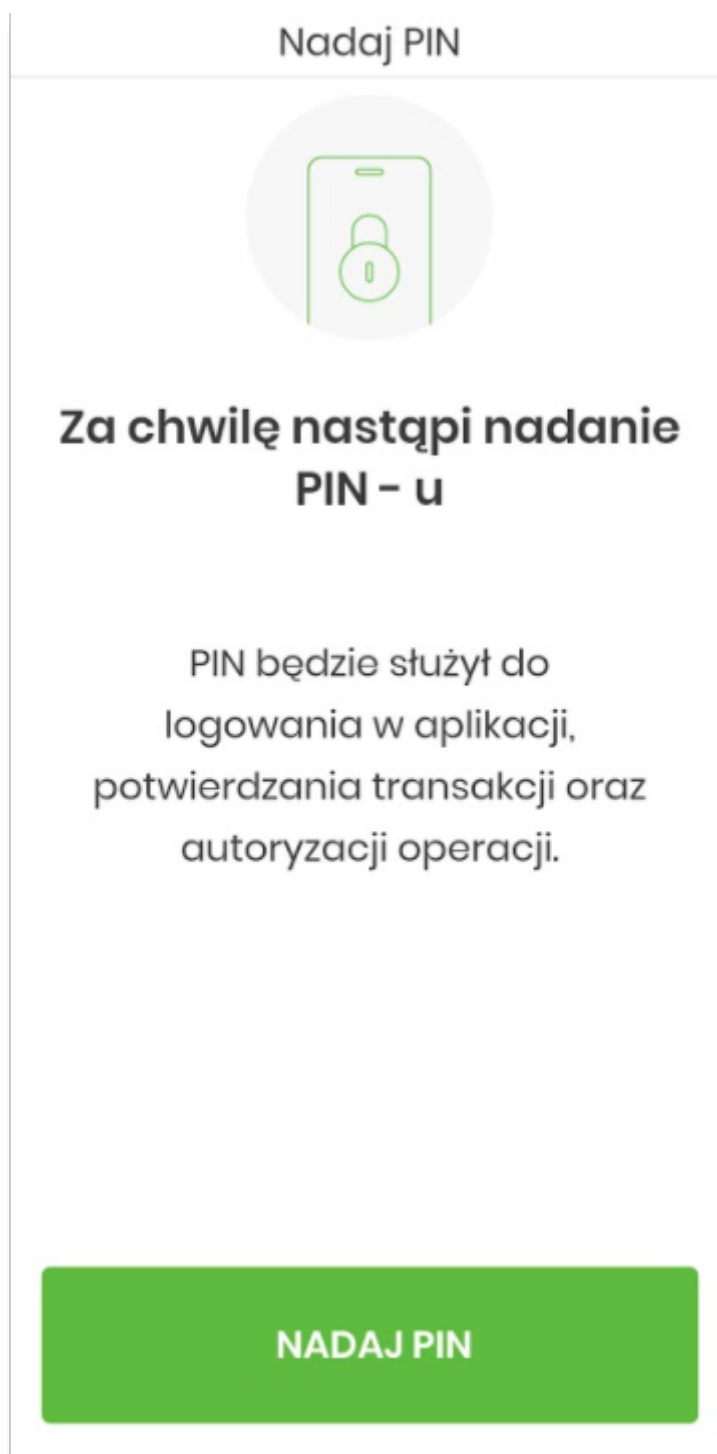 Nadaj PIN
Za chwilę nastąpi nadanie
PIN - u
PIN będzie służył do
logowania w aplikacji,
potwierdzania transakcji oraz
autoryzacji operacji.
NADAJ PIN